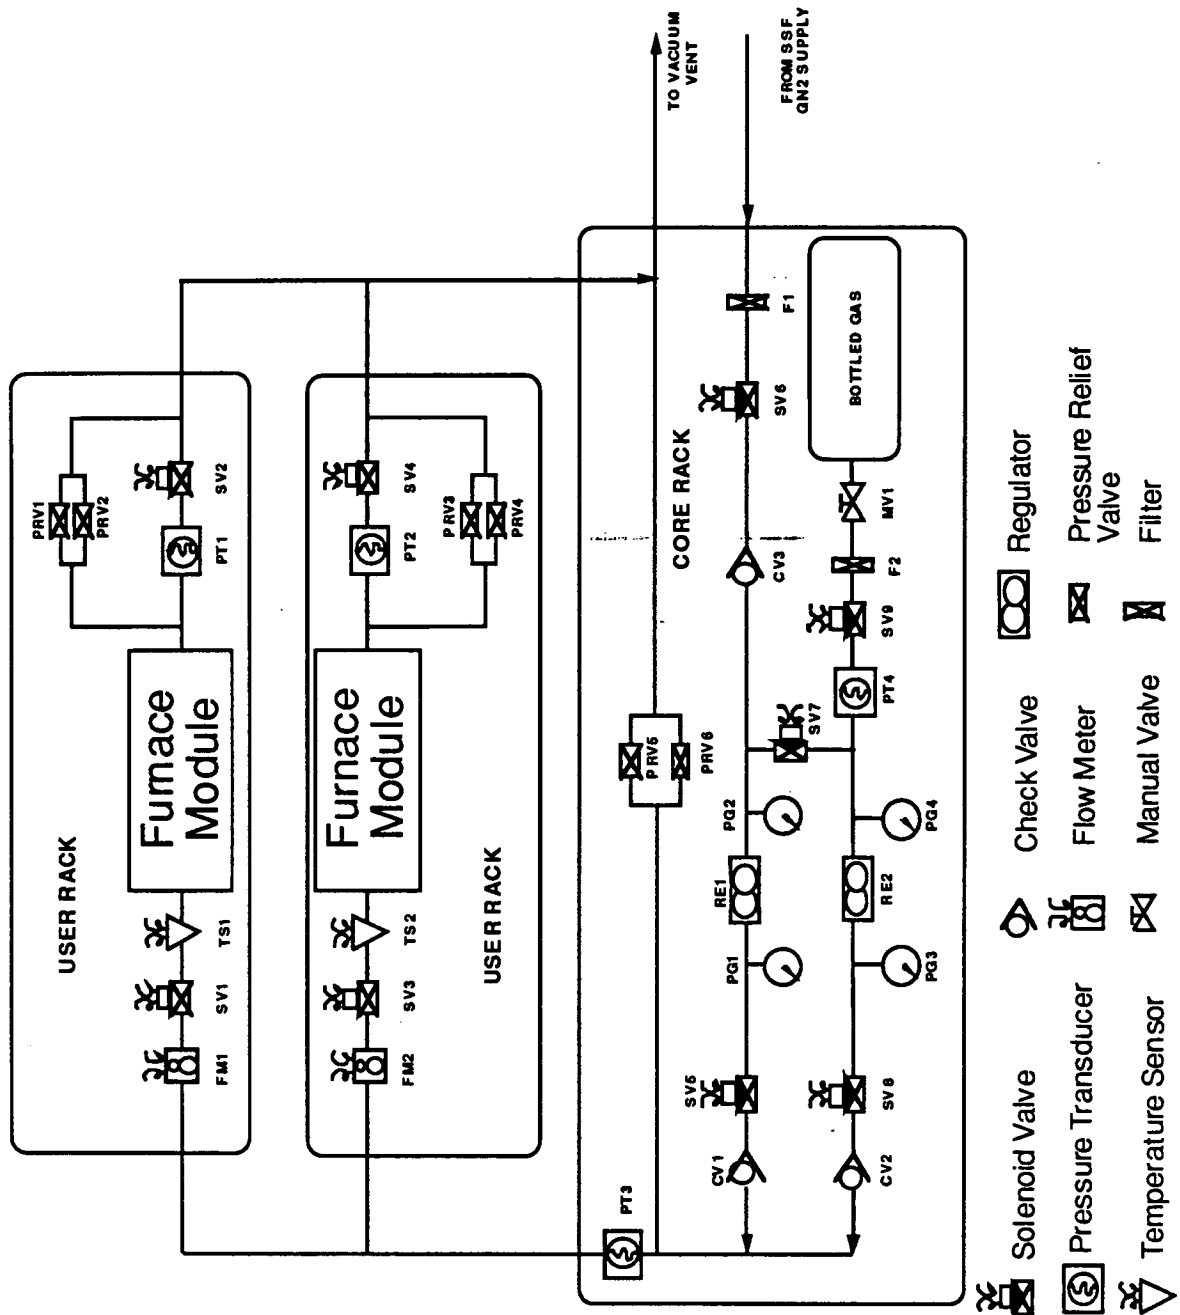 USER RACK
FM1
SV1
TS1
Furnace
Module
PT1
SV2
PRV1
PRV2
USER RACK
FM2
SV3
TS2
Furnace
Module
PT2
SV4
PRV3
PRV4
TO VACUUM
VENT
FROM SSF
GN2 SUPPLY
CORE RACK
PT3
PRV5
PRV6
CV1
SV5
PG1
RE1
PG2
SV7
CV3
SV6
F1
CV2
SV8
PG3
RE2
PG4
PT4
SV9
F2
MV1
BOTTLED GAS
Solenoid Valve
Check Valve
Regulator
Pressure Transducer
Flow Meter
Pressure Relief
Valve
Temperature Sensor
Manual Valve
Filter